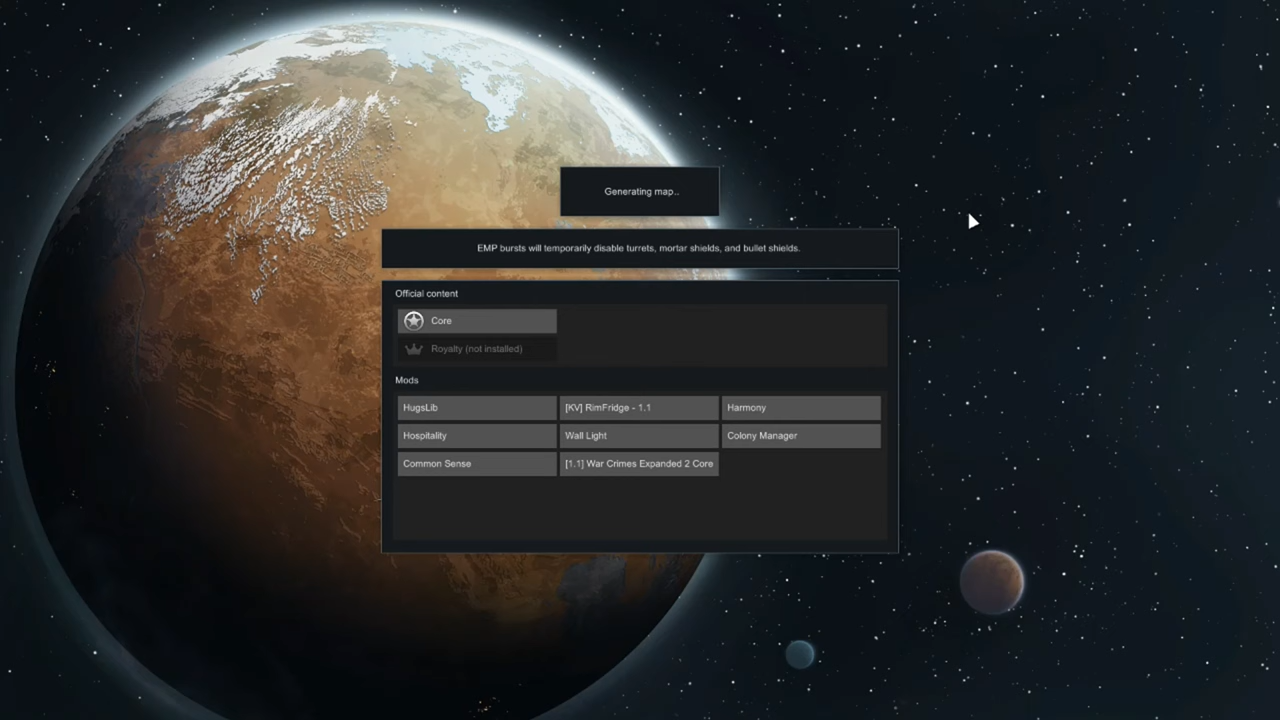 Generating map..
EMP bursts will temporarily disable turrets, mortar shields, and bullet shields.
Official content
Core
Royalty (not installed)
Mods
HugsLib
[KV] RimFridge - 1.1
Harmony
Hospitality
Wall Light
Colony Manager
Common Sense
[1.1] War Crimes Expanded 2 Core